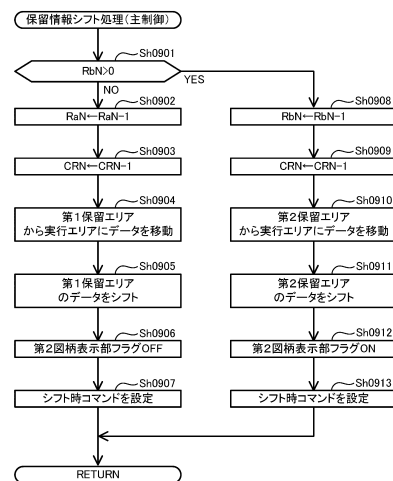 保留情報シフト処理(主制御)
Sh0901
RbN>0
YES
NO
Sh0902
RaN←RaN-1
Sh0903
CRN←CRN-1
Sh0904
第1保留エリア
から実行エリアにデータを移動
Sh0905
第1保留エリア
のデータをシフト
Sh0906
第2図柄表示部フラグOFF
Sh0907
シフト時コマンドを設定
Sh0908
RbN←RbN-1
Sh0909
CRN←CRN-1
Sh0910
第2保留エリア
から実行エリアにデータを移動
Sh0911
第2保留エリア
のデータをシフト
Sh0912
第2図柄表示部フラグON
Sh0913
シフト時コマンドを設定
RETURN